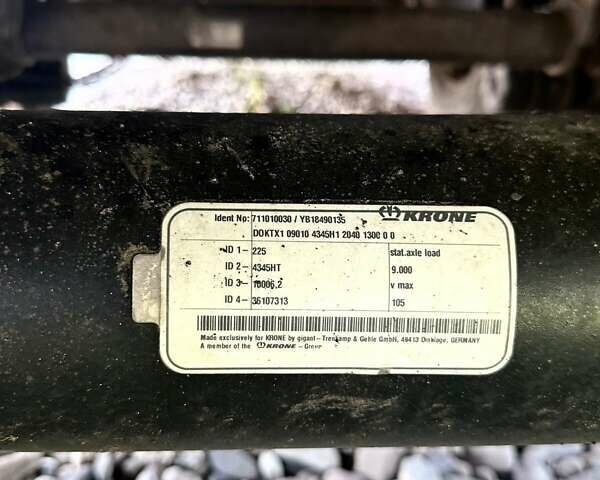 Ident No: 711010030 / YB18490135 KRONE
DOKTX1 09010 4345H1 2040 1300 0 0
ID 1 - 225 stat.axle load
ID 2 - 4345HT 9.000
ID 3 - 10006,2 v max
ID 4 - 36107313 105
Made exclusively for KRONE by gigant - Trenkamp & Gehle GmbH, 49413 Dinklage, GERMANY
A member of the KRONE - Group